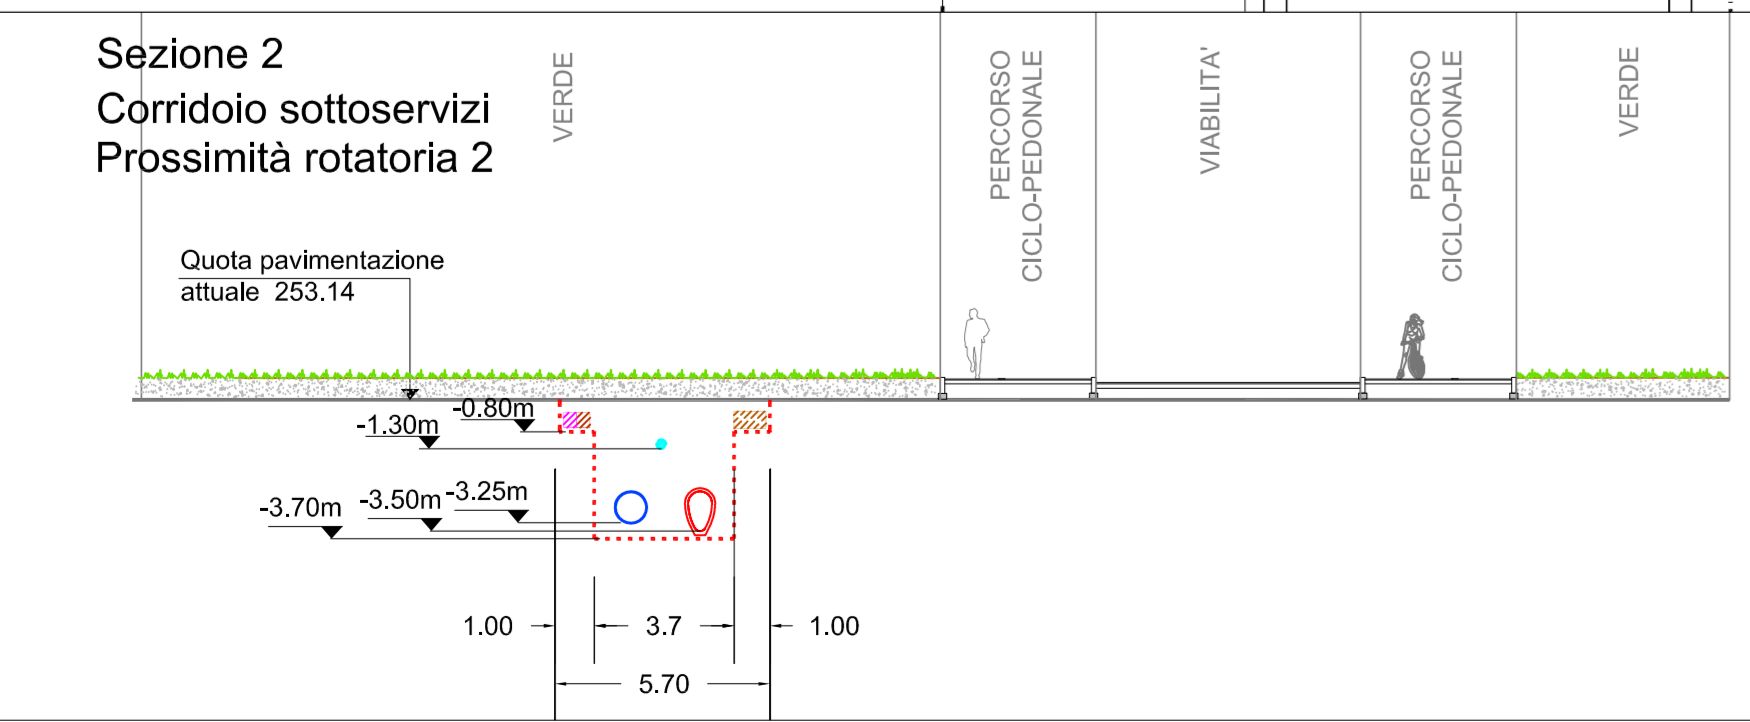 Sezione 2
Corridoio sottoservizi
Prossimità rotatoria 2
VERDE
PERCORSO
CICLO-PEDONALE
VIABILITA'
PERCORSO
CICLO-PEDONALE
VERDE
Quota pavimentazione
attuale 253.14
-0.80m
-1.30m
-3.25m
-3.50m
-3.70m
1.00
3.7
1.00
5.70